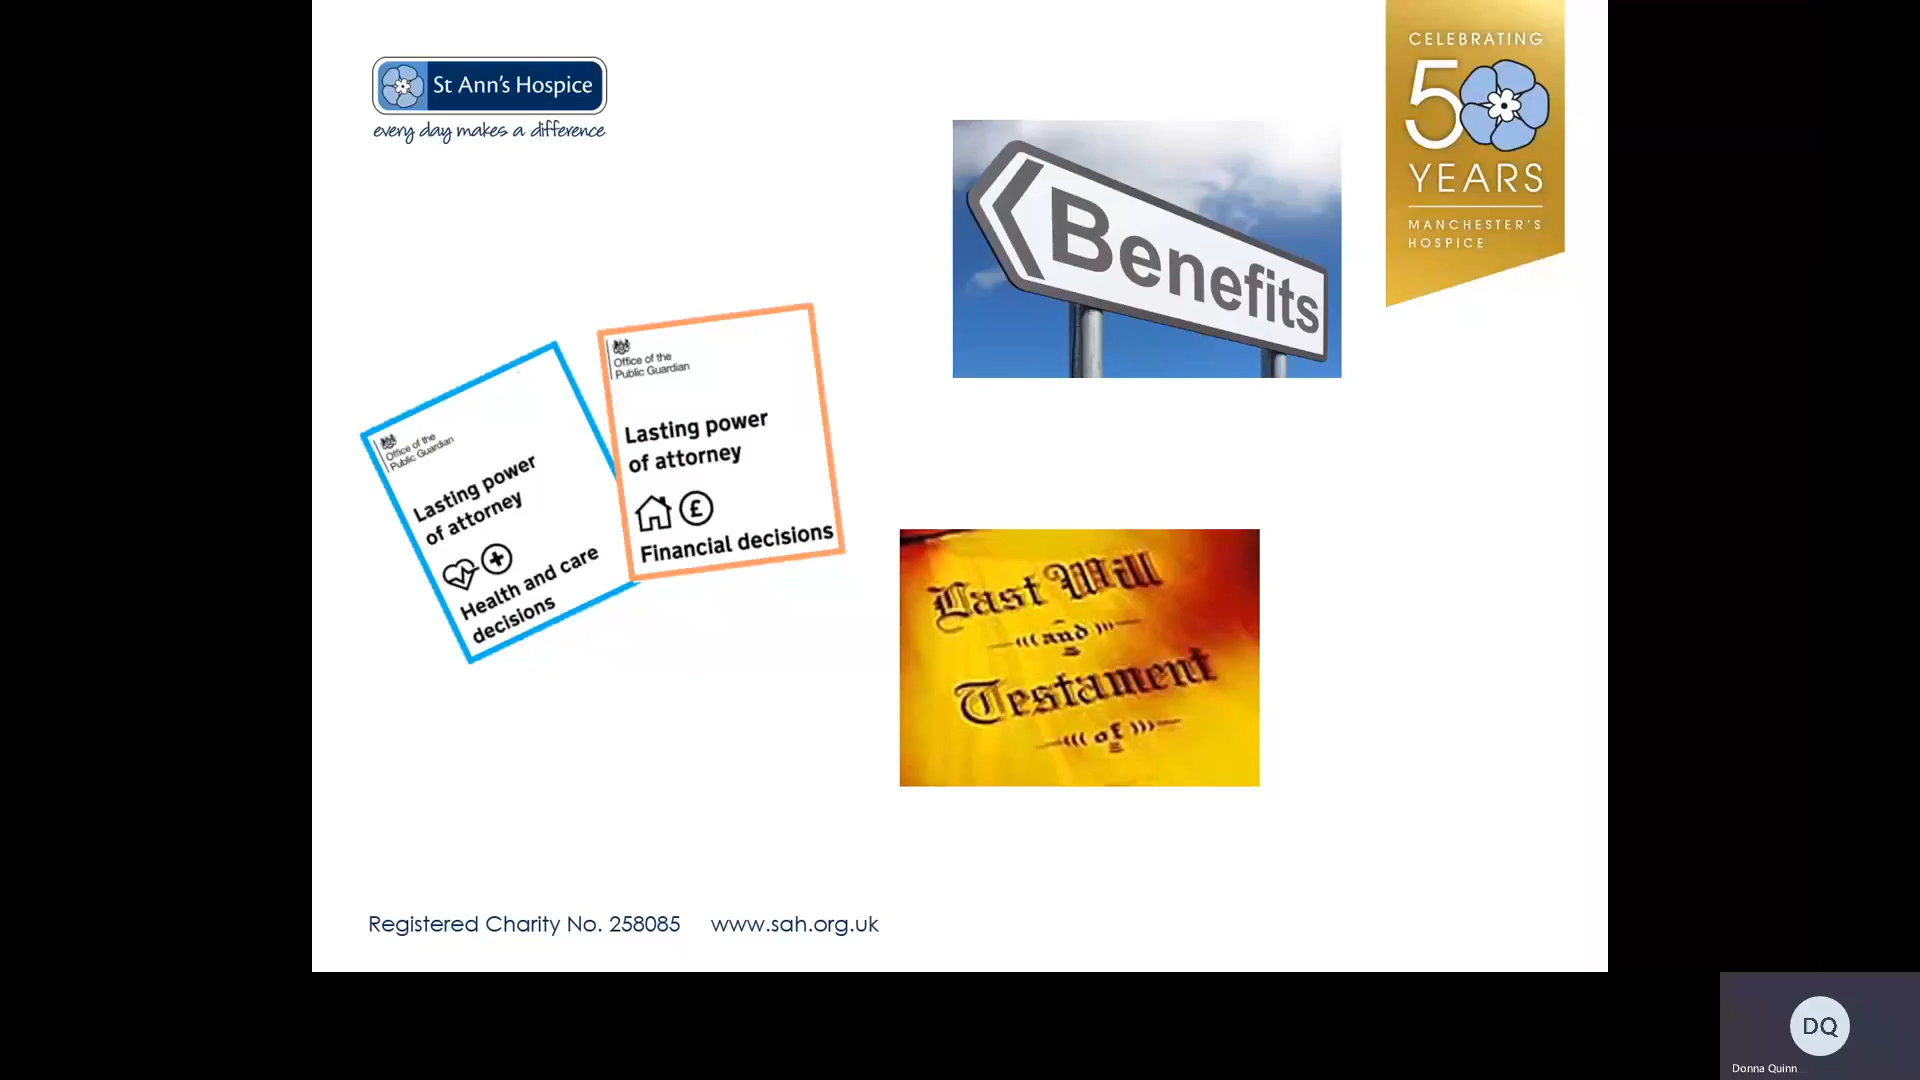 St Ann's Hospice
every day makes a difference
CELEBRATING
50
YEARS
MANCHESTER'S
HOSPICE
Benefits
Office of the
Public Guardian
Lasting power
of attorney
Health and care
decisions
Office of the
Public Guardian
Lasting power
of attorney
£
Financial decisions
Last Will
and
Testament
of
Registered Charity No. 258085 www.sah.org.uk
DQ
Donna Quinn